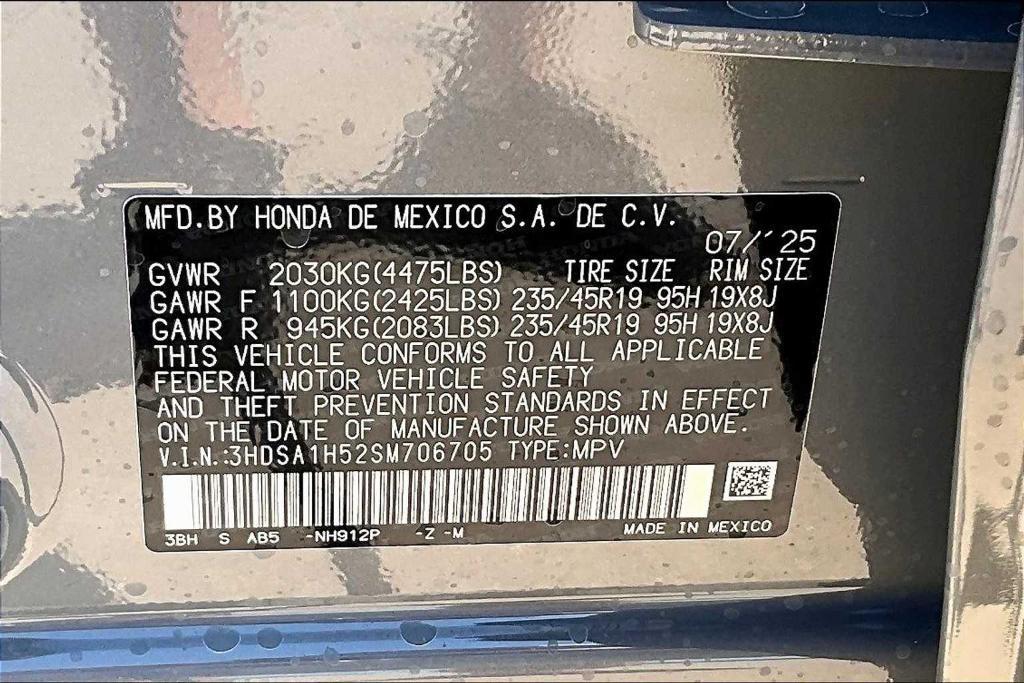 MFD.BY HONDA DE MEXICO S.A. DE C.V.
07/'25
GVWR 2030KG(4475LBS) TIRE SIZE RIM SIZE
GAWR F 1100KG(2425LBS) 235/45R19 95H 19X8J
GAWR R 945KG(2083LBS) 235/45R19 95H 19X8J
THIS VEHICLE CONFORMS TO ALL APPLICABLE
FEDERAL MOTOR VEHICLE SAFETY
AND THEFT PREVENTION STANDARDS IN EFFECT
ON THE DATE OF MANUFACTURE SHOWN ABOVE.
V.I.N.:3HDSA1H52SM706705 TYPE:MPV
3BH S AB5 -NH912P -Z -M MADE IN MEXICO